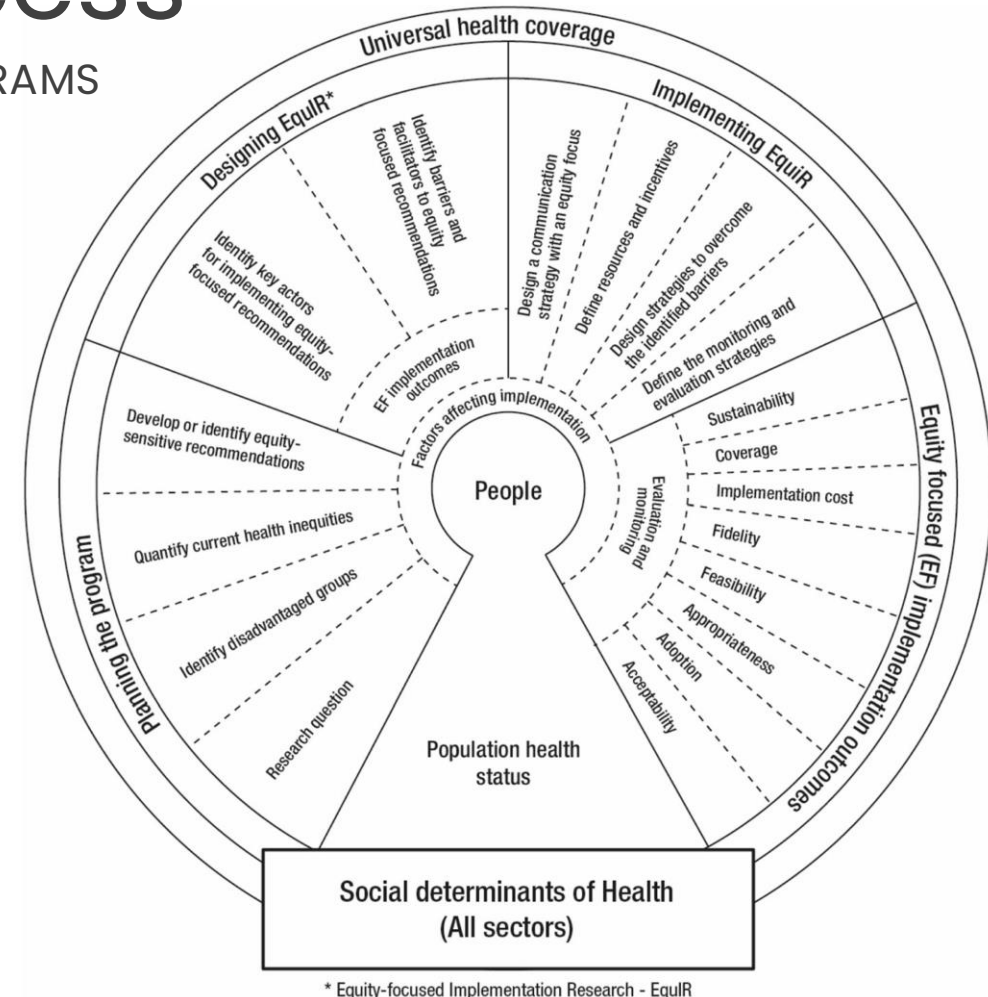 RAMS
Universal health coverage
Designing EquIR*
Implementing EquiR
Identify key actors
for implementing equity-
focused recommendations
Identify barriers and
facilitators to equity
focused recommendations
Design a communication
strategy with an equity focus
Define resources and incentives
Design strategies to overcome
the identified barriers
Define the monitoring and
evaluation strategies
EF implementation
outcomes
Factors affecting implementation
People
Develop or identify equity-
sensitive recommendations
Quantify current health inequities
Identify disadvantaged groups
Research question
Planning the program
Evaluation and
monitoring
Sustainability
Coverage
Implementation cost
Fidelity
Feasibility
Appropriateness
Adoption
Acceptability
Equity focused (EF) implementation outcomes
Population health
status
Social determinants of Health
(All sectors)
* Equity-focused Implementation Research - EquIR